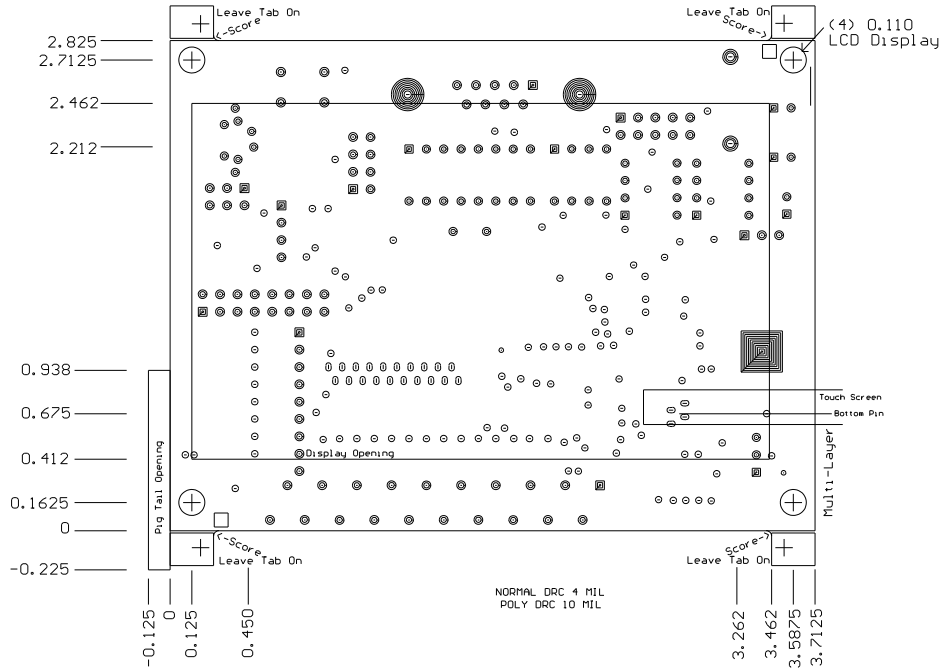 Leave Tab On
<-Score
Leave Tab On
Score->
(4) 0.110
LCD Display
2.825
2.7125
2.462
2.212
0.938
0.675
0.412
0.1625
0
-0.225
Pig Tail Opening
Display Opening
Touch Screen
Bottom Pin
Multi-Layer
<-Score
Leave Tab On
Score->
Leave Tab On
NORMAL DRC 4 MIL
POLY DRC 10 MIL
-0.125
0
0.125
0.450
3.262
3.462
3.5875
3.7125